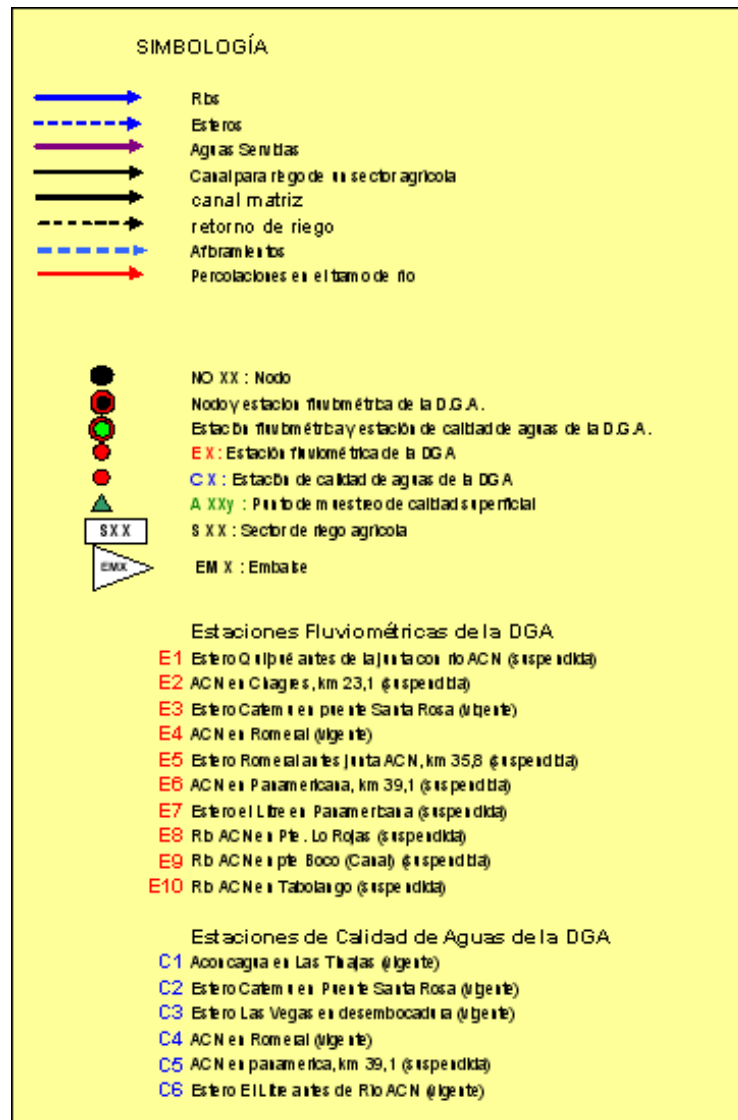 SIMBOLOGÍA
Ríos
Esteros
Aguas Servidas
Canal para riego de un sector agrícola
canal matriz
retorno de riego
Afloramientos
Percolaciones en el tramo de río
NO XX : Nodo
Nodo y estación fluviométrica de la D.G.A.
Estación fluviométrica y estación de calidad de aguas de la D.G.A.
E X : Estación fluviométrica de la DGA
C X : Estación de calidad de aguas de la DGA
A XXy : Punto de muestreo de calidad superficial
SXX S XX : Sector de riego agrícola
EMX EM X : Embalse
Estaciones Fluviométricas de la DGA
E1 Estero Quilpué antes de la junta con río ACN (suspendida)
E2 ACN en Chagres, km 23,1 (suspendida)
E3 Estero Catemu en puente Santa Rosa (vigente)
E4 ACN en Romeral (vigente)
E5 Estero Romeral antes junta ACN, km 35,8 (suspendida)
E6 ACN en Panamericana, km 39,1 (suspendida)
E7 Estero el Litre en Panamericana (suspendida)
E8 Río ACN en Pte. Lo Rojas (suspendida)
E9 Río ACN en pte Boco (Canal) (suspendida)
E10 Río ACN en Tabolango (suspendida)
Estaciones de Calidad de Aguas de la DGA
C1 Aconcagua en Las (vigente)
C2 Estero Catemu en Puente Santa Rosa (vigente)
C3 Estero Las Vegas en desembocadura (vigente)
C4 ACN en Romeral (vigente)
C5 ACN en panamerica, km 39,1 (suspendida)
C6 Estero El Litre antes de Río ACN (vigente)